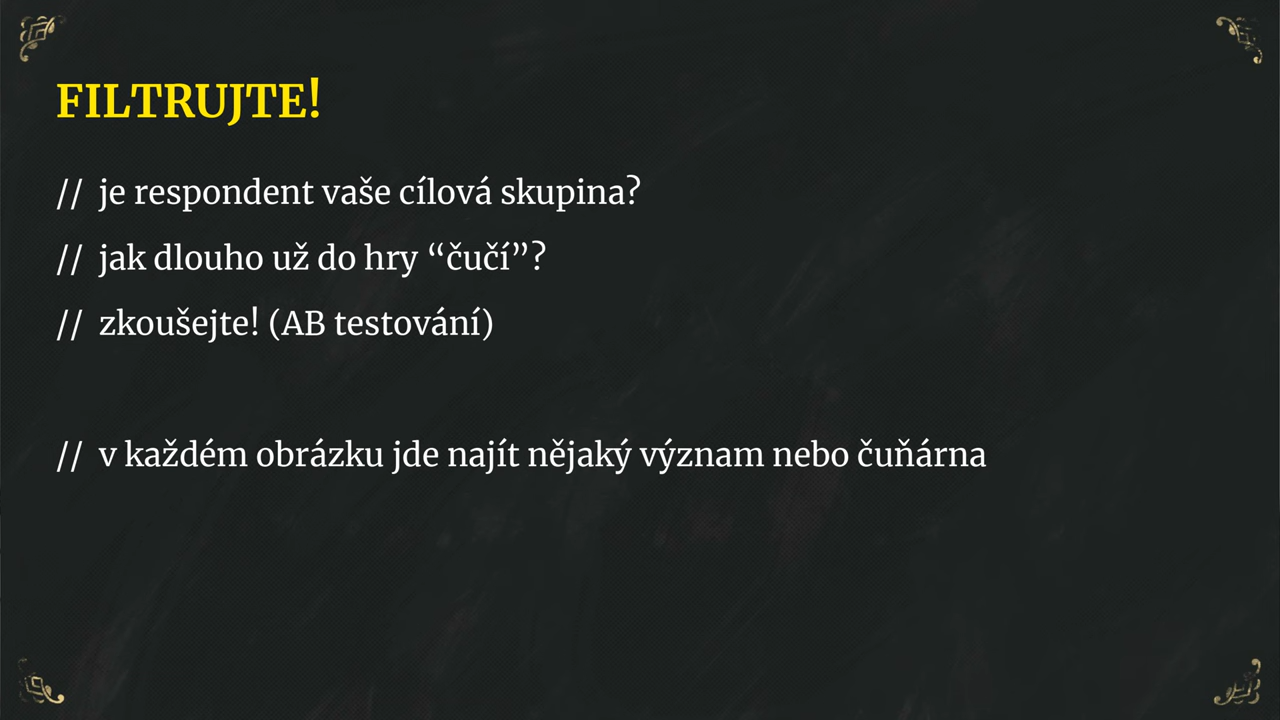 FILTRUJTE!
// je respondent vaše cílová skupina?
// jak dlouho už do hry “čučí”?
// zkoušejte! (AB testování)
// v každém obrázku jde najít nějaký význam nebo čuňárna